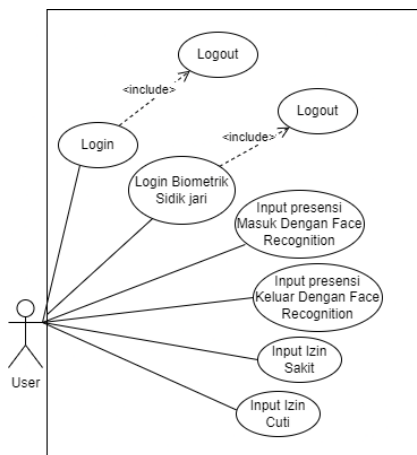 Logout
<include>
Logout
<include>
Login
Login Biometrik
Sidik jari
Input presensi
Masuk Dengan Face
Recognition
Input presensi
Keluar Dengan Face
Recognition
Input Izin
Sakit
User
Input Izin
Cuti